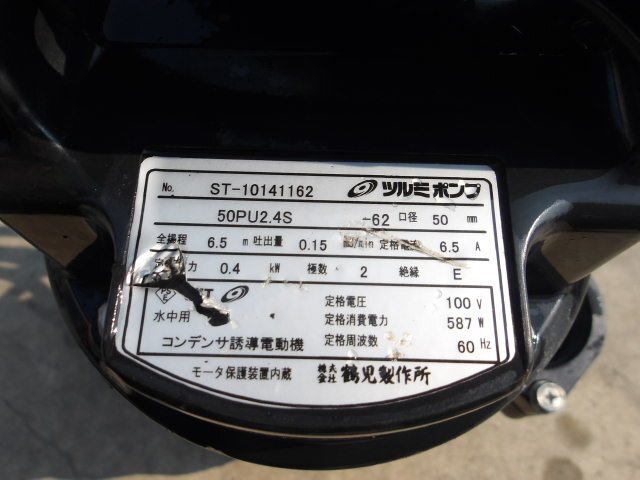 No. ST-10141162 ツルミポンプ
50PU2.4S -62 口径 50 mm
全揚程 6.5 m 吐出量 0.15 m3/min 定格電流 6.5 A
力 0.4 kW 極数 2 絶縁 E
定格電圧 100 V
水中用 定格消費電力 587 W
コンデンサ誘導電動機 定格周波数 60 Hz
モータ保護装置内蔵 株式会社 鶴見製作所